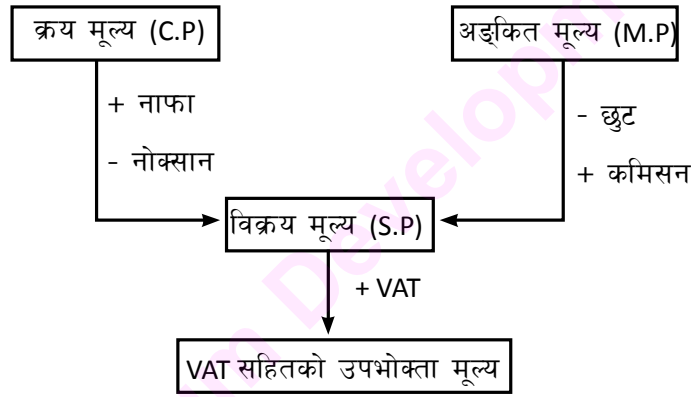 क्रय मूल्य (C.P)
अङ्कित मूल्य (M.P)
+ नाफा
- नोक्सान
- छुट
+ कमिसन
विक्रय मूल्य (S.P)
+ VAT
VAT सहितको उपभोक्ता मूल्य